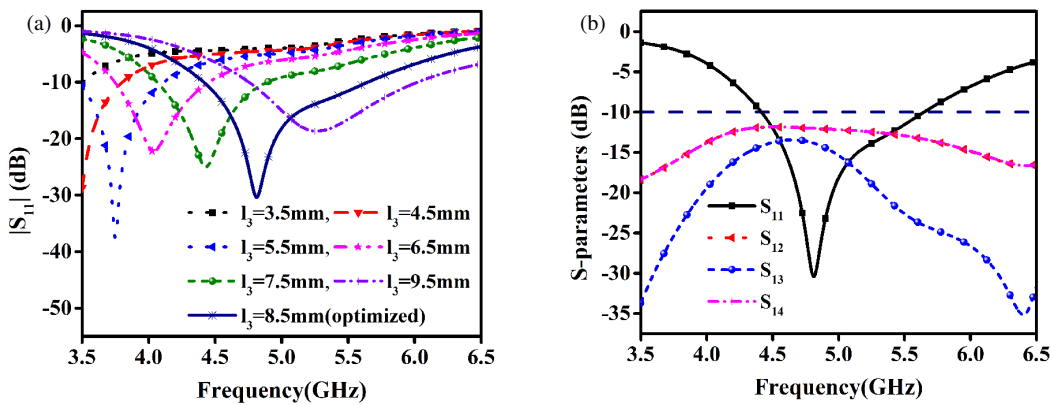 (a)
0
-10
-20
-30
-40
-50
|S11| (dB)
l3=3.5mm, l3=4.5mm
l3=5.5mm l3=6.5mm
l3=7.5mm, l3=9.5mm
l3=8.5mm(optimized)
3.5 4.0 4.5 5.0 5.5 6.0 6.5
Frequency(GHz)
(b)
0
-5
-10
-15
-20
-25
-30
-35
S-parameters (dB)
S11
S12
S13
S14
3.5 4.0 4.5 5.0 5.5 6.0 6.5
Frequency(GHz)